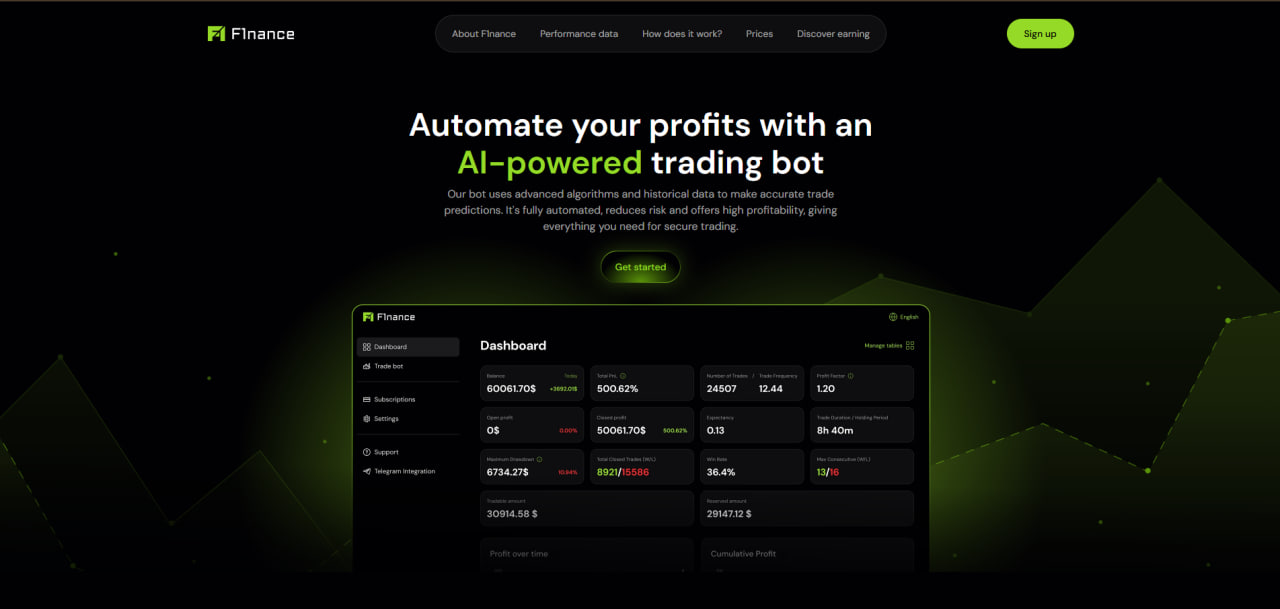 F1nance
About F1nance
Performance data
How does it work?
Prices
Discover earning
Sign up
Automate your profits with an
AI-powered trading bot
Our bot uses advanced algorithms and historical data to make accurate trade
predictions. It's fully automated, reduces risk and offers high profitability, giving
everything you need for secure trading.
Get started
F1nance
English
Dashboard
Trade bot
Subscriptions
Settings
Support
Telegram Integration
Dashboard
Manage tables
Balance
Today
60061.70$
+3692.01$
Total PnL
500.62%
Number of Trades / Trade Frequency
24507 12.44
Profit Factor
1.20
Open profit
0$
0.00%
Closed profit
50061.70$
500.62%
Expectancy
0.13
Trade Duration / Holding Period
8h 40m
Maximum Drawdown
6734.27$
10.94%
Total Closed Trades (W/L)
8921/15586
Win Rate
36.4%
Max Consecutive (W/L)
13/16
Tradable amount
30914.58 $
Reserved amount
29147.12 $
Profit over time
Cumulative Profit